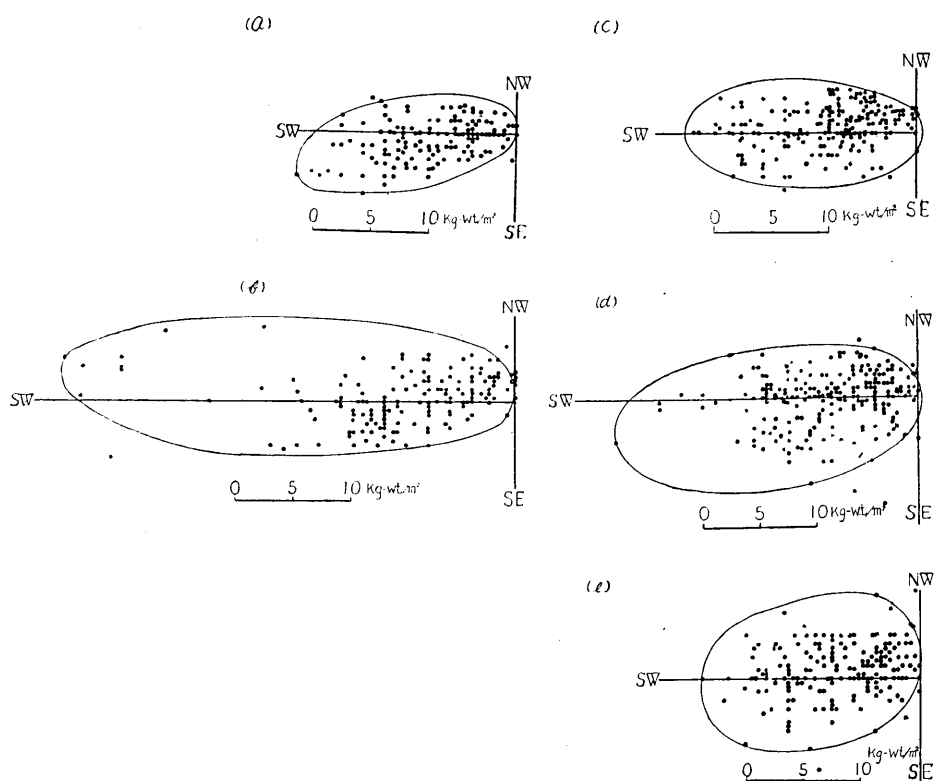 (a)
NW
SW
0 5 10 Kg-wt/m²
SE
(b)
NW
SW
0 5 10 Kg-wt/m²
SE
(c)
NW
SW
0 5 10 Kg-wt/m²
SE
(d)
NW
SW
0 5 10 Kg-wt/m²
SE
(e)
NW
SW
Kg-wt/m²
0 5 10
SE